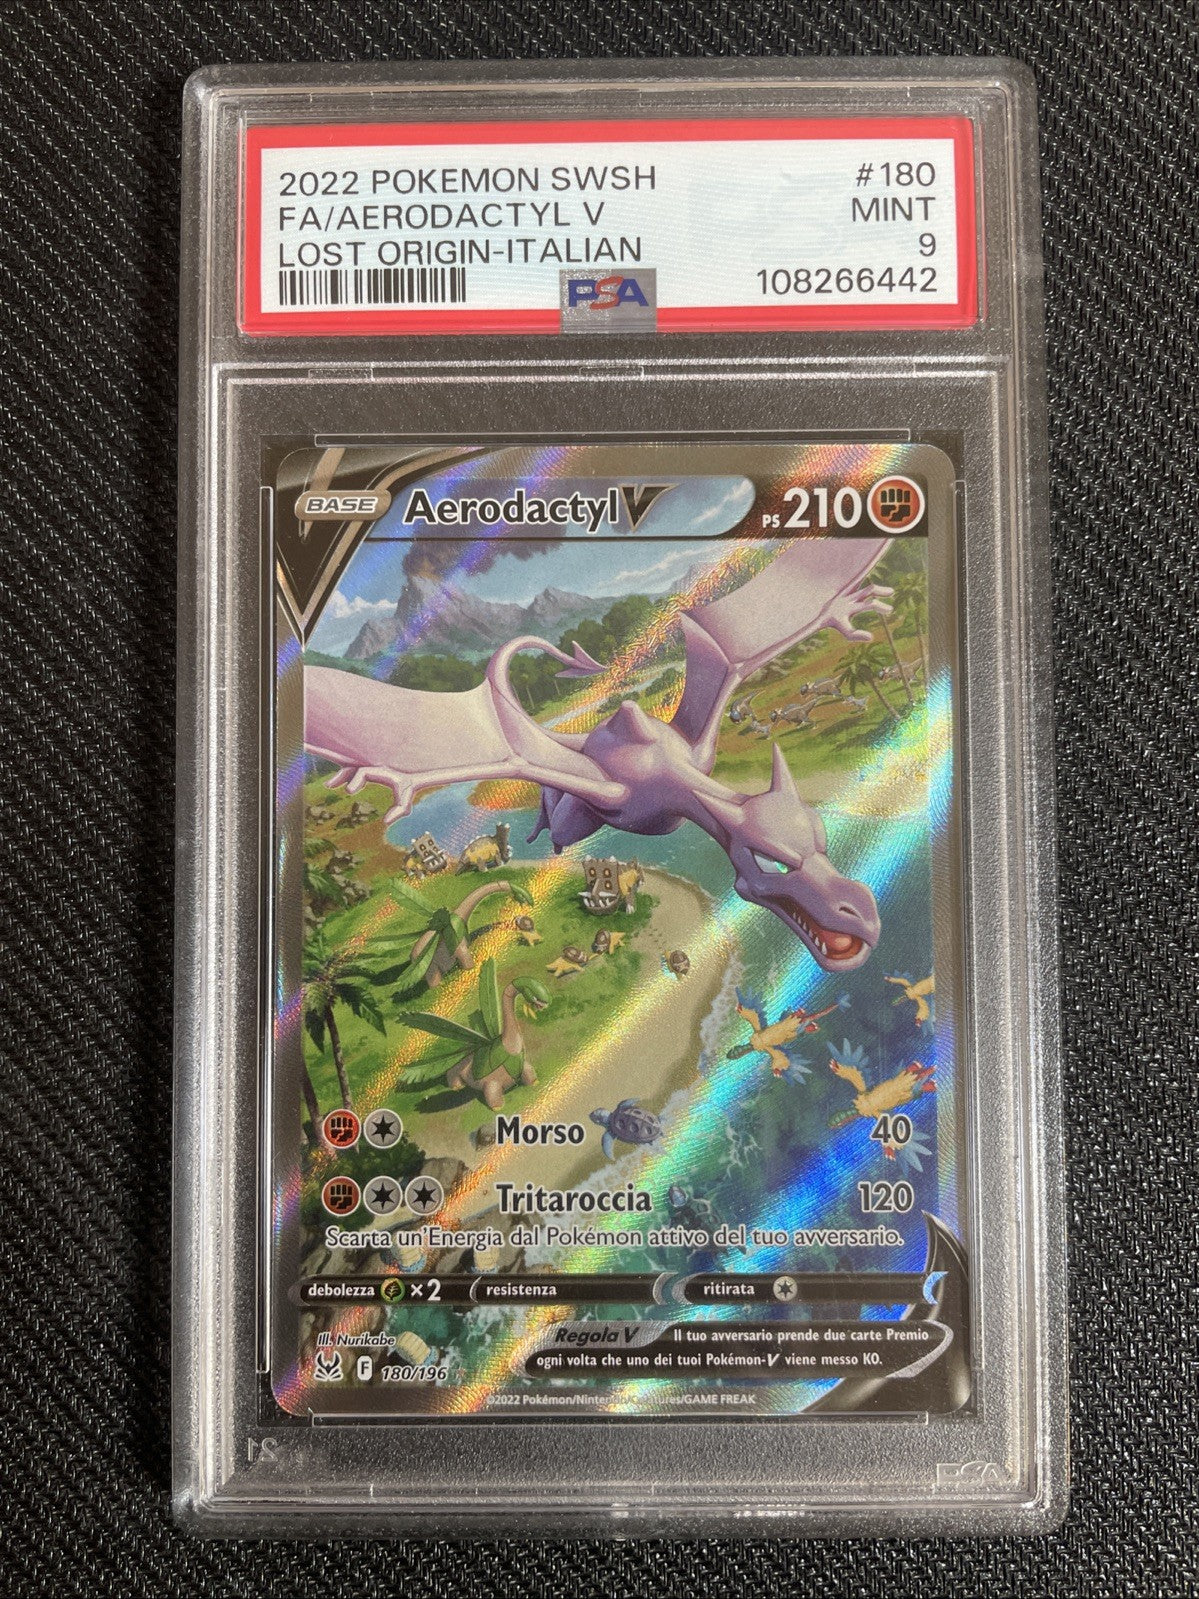 2022 POKEMON SWSH #180
FA/AERODACTYL V MINT
LOST ORIGIN-ITALIAN 9
PSA 108266442
BASE Aerodactyl V PS 210
Morso 40
Tritaroccia 120
Scarta un'Energia dal Pokémon attivo del tuo avversario.
debolezza ×2 resistenza ritirata
Ill. Nurikabe
Regola V Il tuo avversario prende due carte Premio
ogni volta che uno dei tuoi Pokémon-V viene messo KO.
F 180/196
©2022 Pokémon/Nintendo/Creatures/GAME FREAK
21 PSA